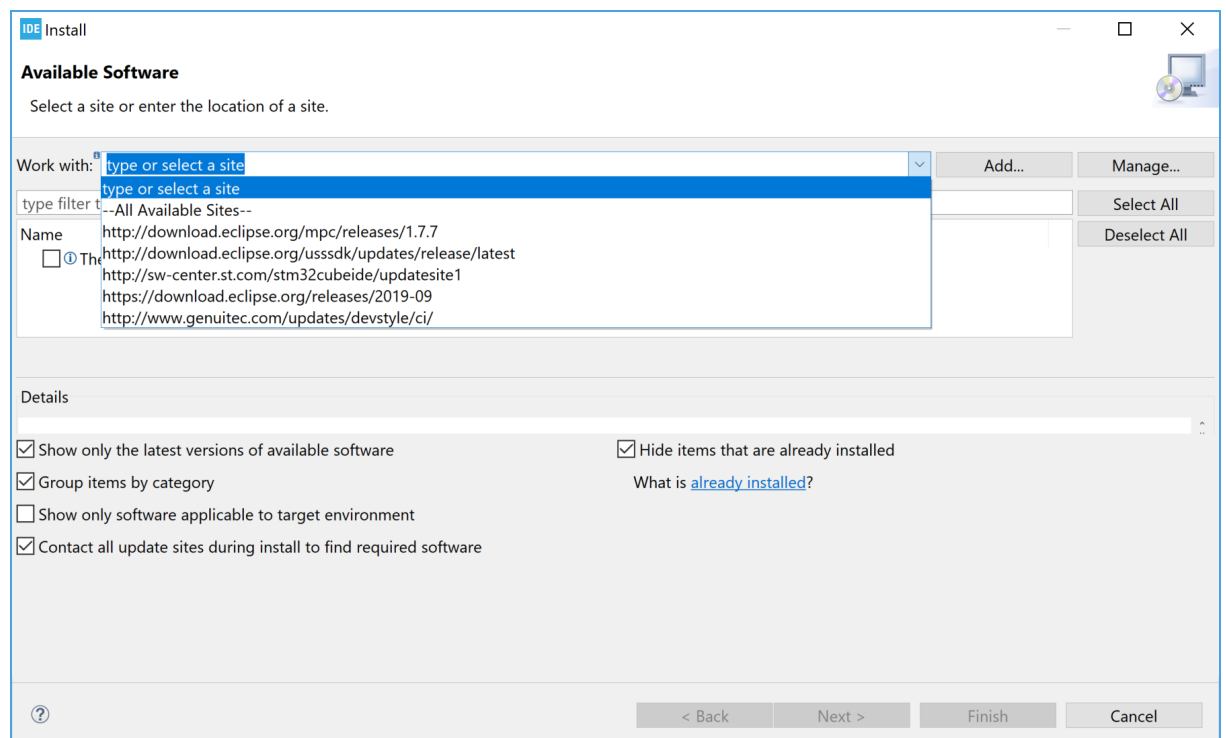 IDE Install
Available Software
Select a site or enter the location of a site.
Work with: type or select a site Add... Manage...
type or select a site
type filter t Select All
--All Available Sites--
Name http://download.eclipse.org/mpc/releases/1.7.7 Deselect All
http://download.eclipse.org/usssdk/updates/release/latest
The
http://sw-center.st.com/stm32cubeide/updatesite1
https://download.eclipse.org/releases/2019-09
http://www.genuitec.com/updates/devstyle/ci/
Details
Show only the latest versions of available software Hide items that are already installed
Group items by category What is already installed?
Show only software applicable to target environment
Contact all update sites during install to find required software
? < Back Next > Finish Cancel